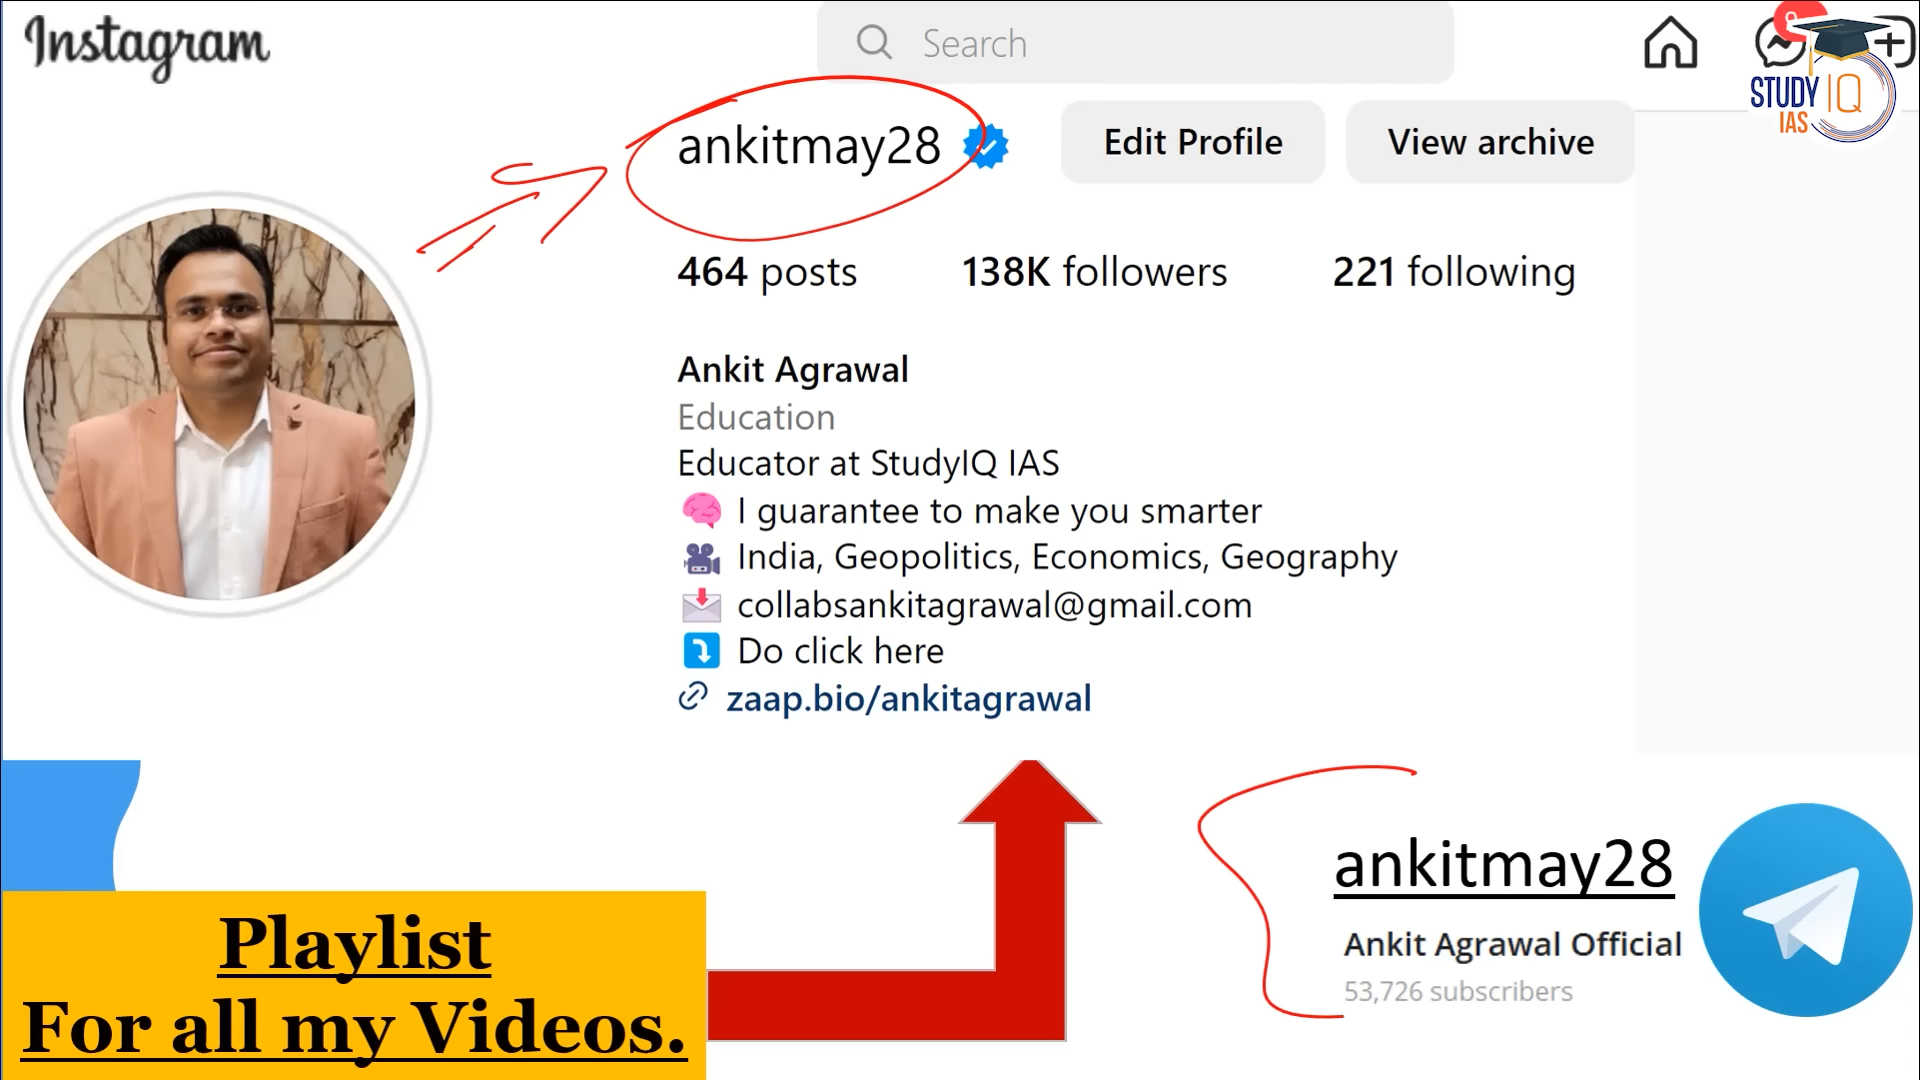 Instagram
Search
STUDY IQ
IAS
ankitmay28
Edit Profile
View archive
464 posts
138K followers
221 following
Ankit Agrawal
Education
Educator at StudyIQ IAS
I guarantee to make you smarter
India, Geopolitics, Economics, Geography
collabsankitagrawal@gmail.com
Do click here
zaap.bio/ankitagrawal
ankitmay28
Ankit Agrawal Official
53,726 subscribers
Playlist
For all my Videos.